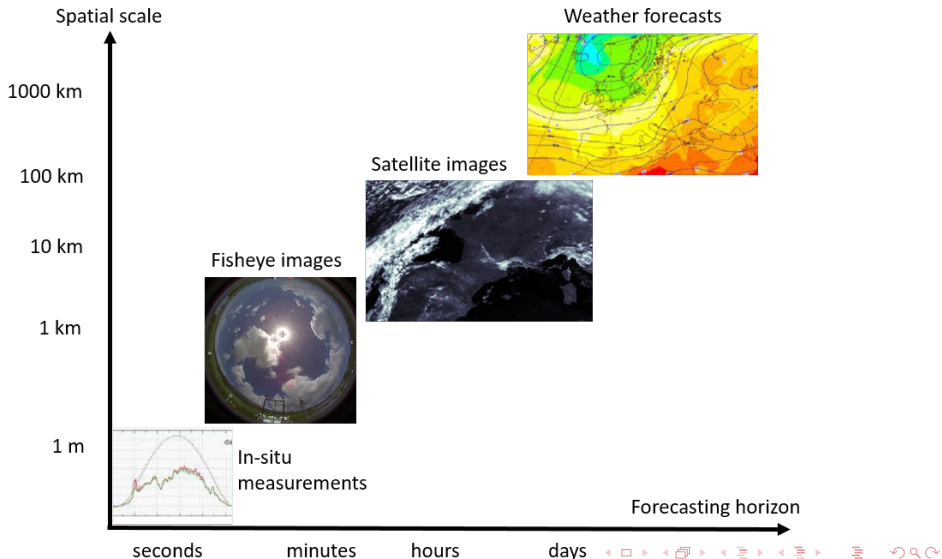 Spatial scale
Weather forecasts
1000 km
Satellite images
100 km
10 km
Fisheye images
1 km
1 m
In-situ
measurements
Forecasting horizon
seconds
minutes
hours
days